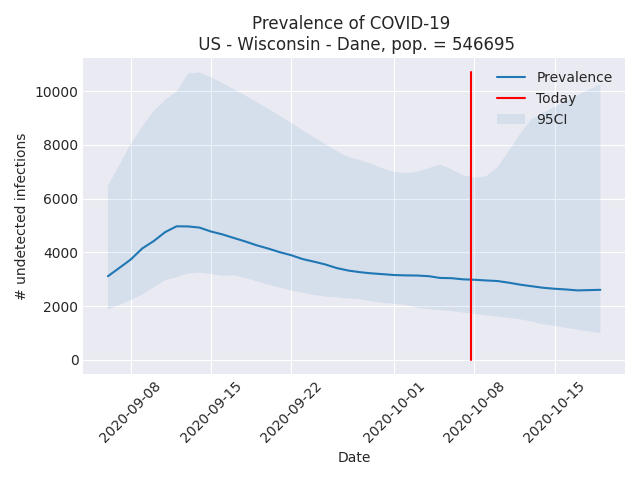 Prevalence of COVID-19
US - Wisconsin - Dane, pop. = 546695
Prevalence
Today
95CI
10000
8000
6000
4000
2000
0
# undetected infections
2020-09-08
2020-09-15
2020-09-22
2020-10-01
2020-10-08
2020-10-15
Date